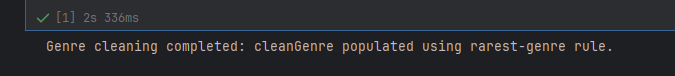 [1] 2s 336ms
Genre cleaning completed: cleanGenre populated using rarest-genre rule.